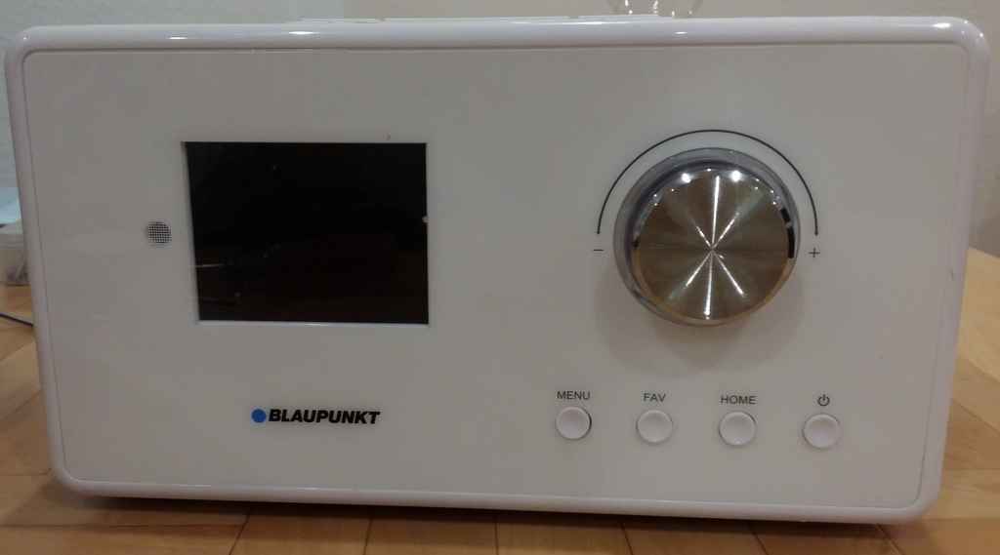 − +
MENU FAV HOME
BLAUPUNKT